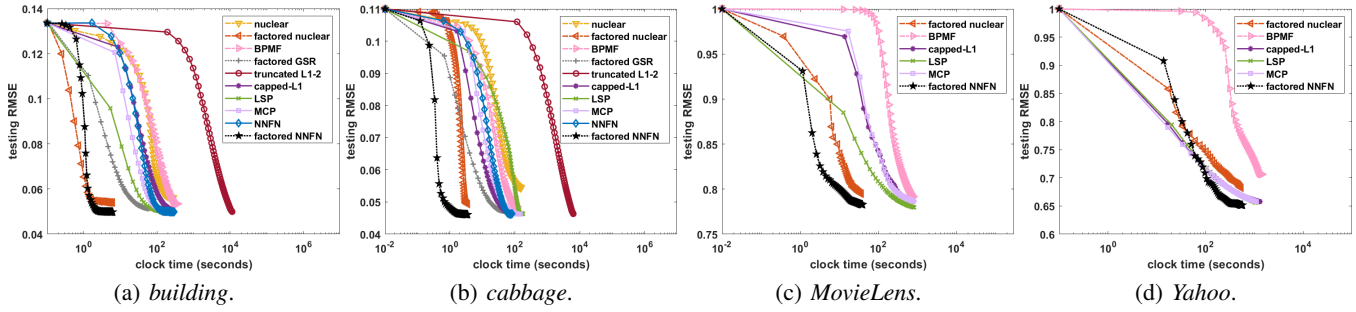 testing RMSE
0.14
0.12
0.1
0.08
0.06
0.04
10^0
10^2
10^4
10^6
clock time (seconds)
nuclear
factored nuclear
BPMF
factored GSR
truncated L1-2
capped-L1
LSP
MCP
NNFN
factored NNFN
(a) building.
testing RMSE
0.11
0.1
0.09
0.08
0.07
0.06
0.05
0.04
10^-2
10^0
10^2
10^4
10^6
clock time (seconds)
nuclear
factored nuclear
BPMF
factored GSR
truncated L1-2
capped-L1
LSP
MCP
NNFN
factored NNFN
(b) cabbage.
testing RMSE
1
0.95
0.9
0.85
0.8
0.75
10^-2
10^0
10^2
10^4
clock time (seconds)
factored nuclear
BPMF
capped-L1
LSP
MCP
factored NNFN
(c) MovieLens.
testing RMSE
1
0.95
0.9
0.85
0.8
0.75
0.7
0.65
0.6
10^0
10^2
10^4
clock time (seconds)
factored nuclear
BPMF
capped-L1
LSP
MCP
factored NNFN
(d) Yahoo.